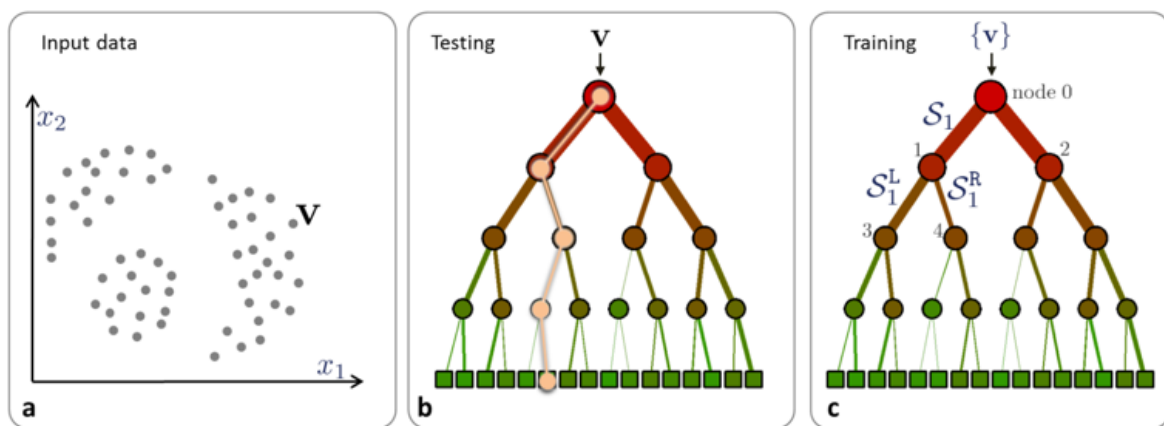 Input data
x₂
v
x₁
a
Testing
v
b
Training
{v}
node 0
S₁
1
2
S₁ᴸ
S₁ᴿ
3
4
c